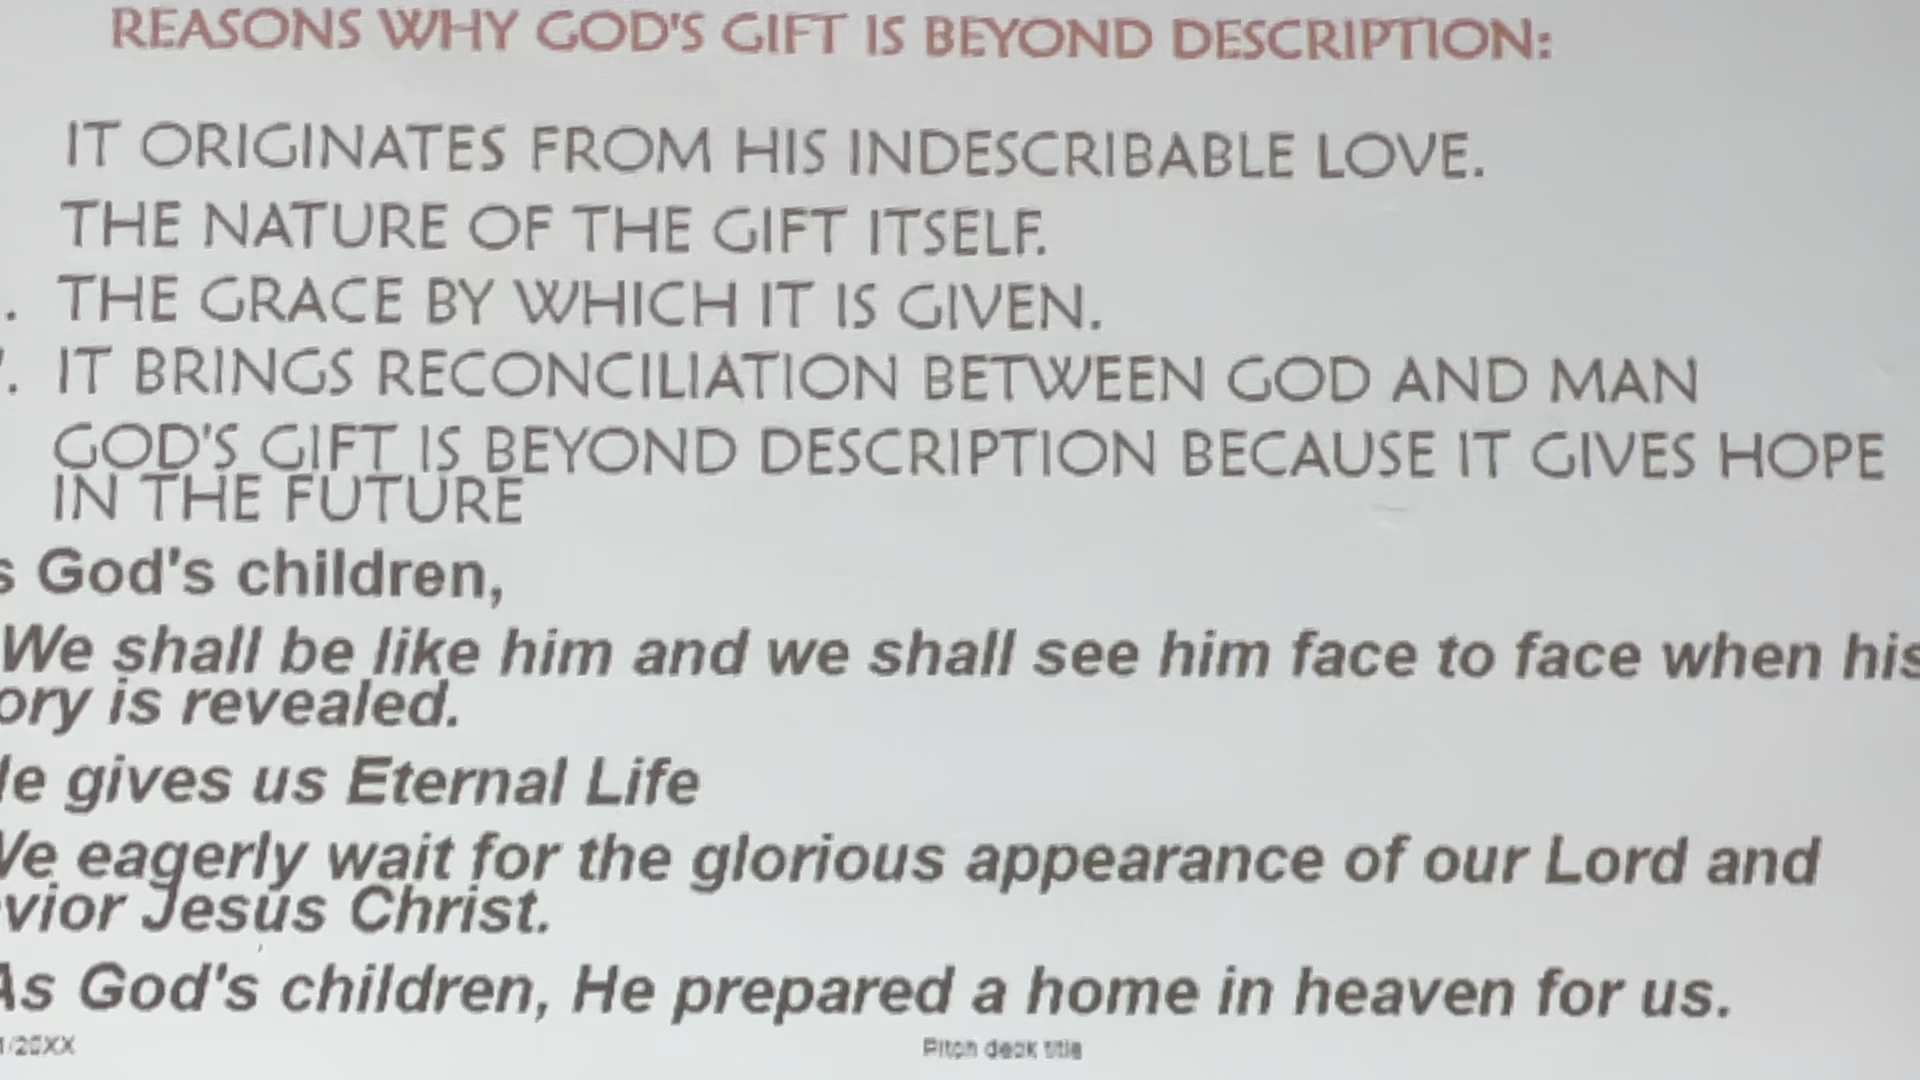 REASONS WHY GOD'S GIFT IS BEYOND DESCRIPTION:
IT ORIGINATES FROM HIS INDESCRIBABLE LOVE.
THE NATURE OF THE GIFT ITSELF.
. THE GRACE BY WHICH IT IS GIVEN.
. IT BRINGS RECONCILIATION BETWEEN GOD AND MAN
GOD'S GIFT IS BEYOND DESCRIPTION BECAUSE IT GIVES HOPE
IN THE FUTURE
s God's children,
We shall be like him and we shall see him face to face when his
ory is revealed.
e gives us Eternal Life
e eagerly wait for the glorious appearance of our Lord and
vior Jesus Christ.
As God's children, He prepared a home in heaven for us.
/20XX
Pitch deck title